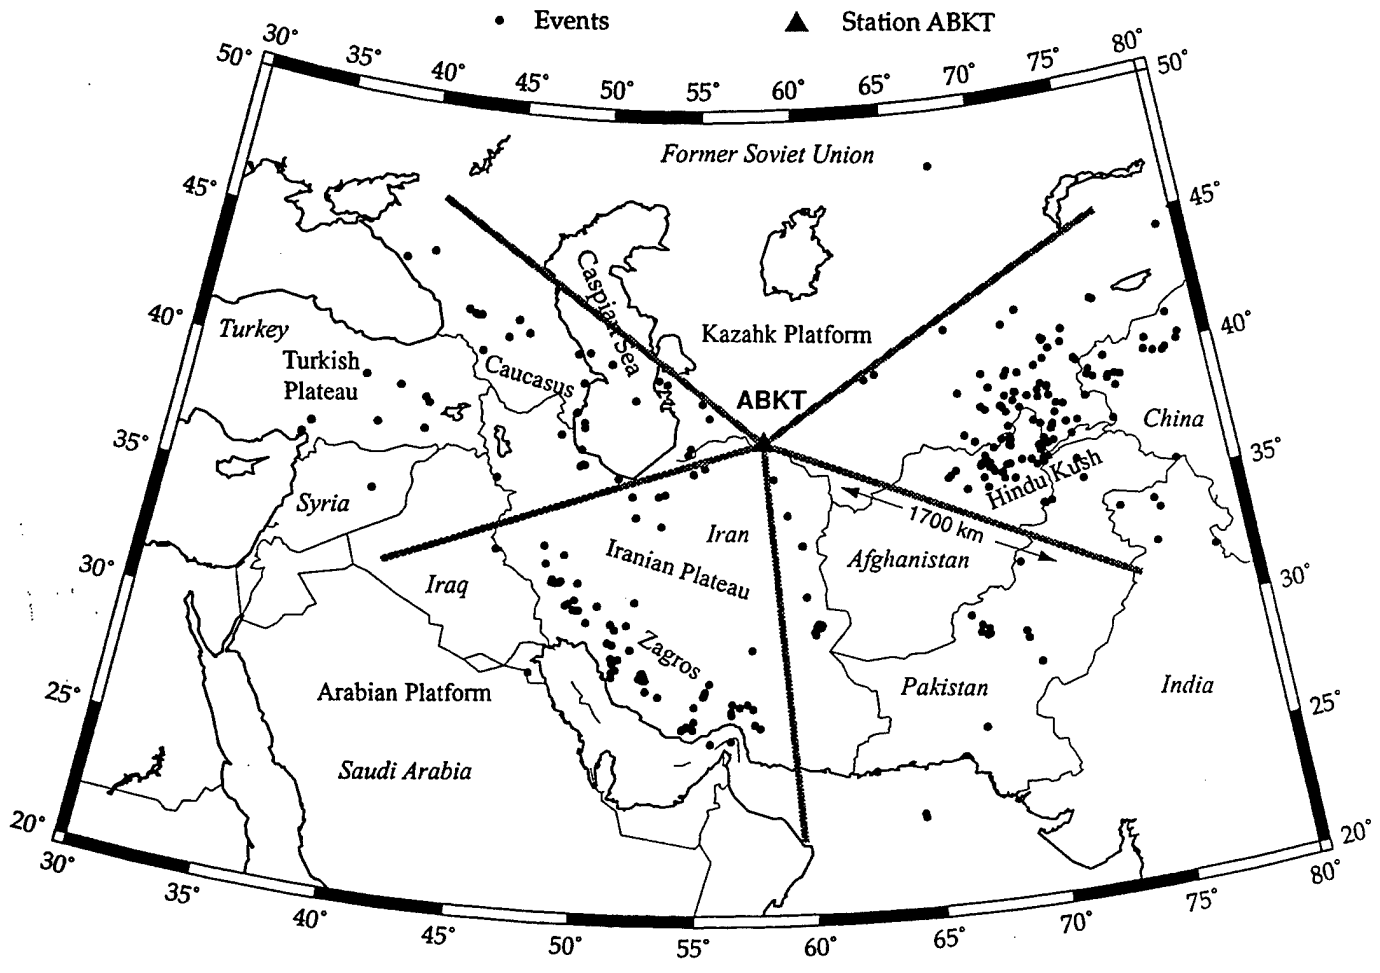 Events
Station ABKT
30°
35°
40°
45°
50°
55°
60°
65°
70°
75°
80°
50°
50°
Former Soviet Union
45°
45°
Caspian Sea
40°
40°
Turkey
Kazahk Platform
Turkish
Plateau
Caucasus
ABKT
China
35°
35°
Hindu Kush
Syria
1700 km
Iran
Iranian Plateau
Afghanistan
30°
30°
Iraq
Zagros
25°
25°
Arabian Platform
Pakistan
India
Saudi Arabia
20°
20°
30°
35°
40°
45°
50°
55°
60°
65°
70°
75°
80°